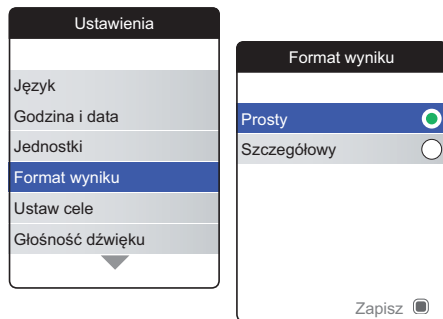 Ustawienia
Język
Godzina i data
Jednostki
Format wyniku
Ustaw cele
Głośność dźwięku
Format wyniku
Prosty
Szczegółowy
Zapisz